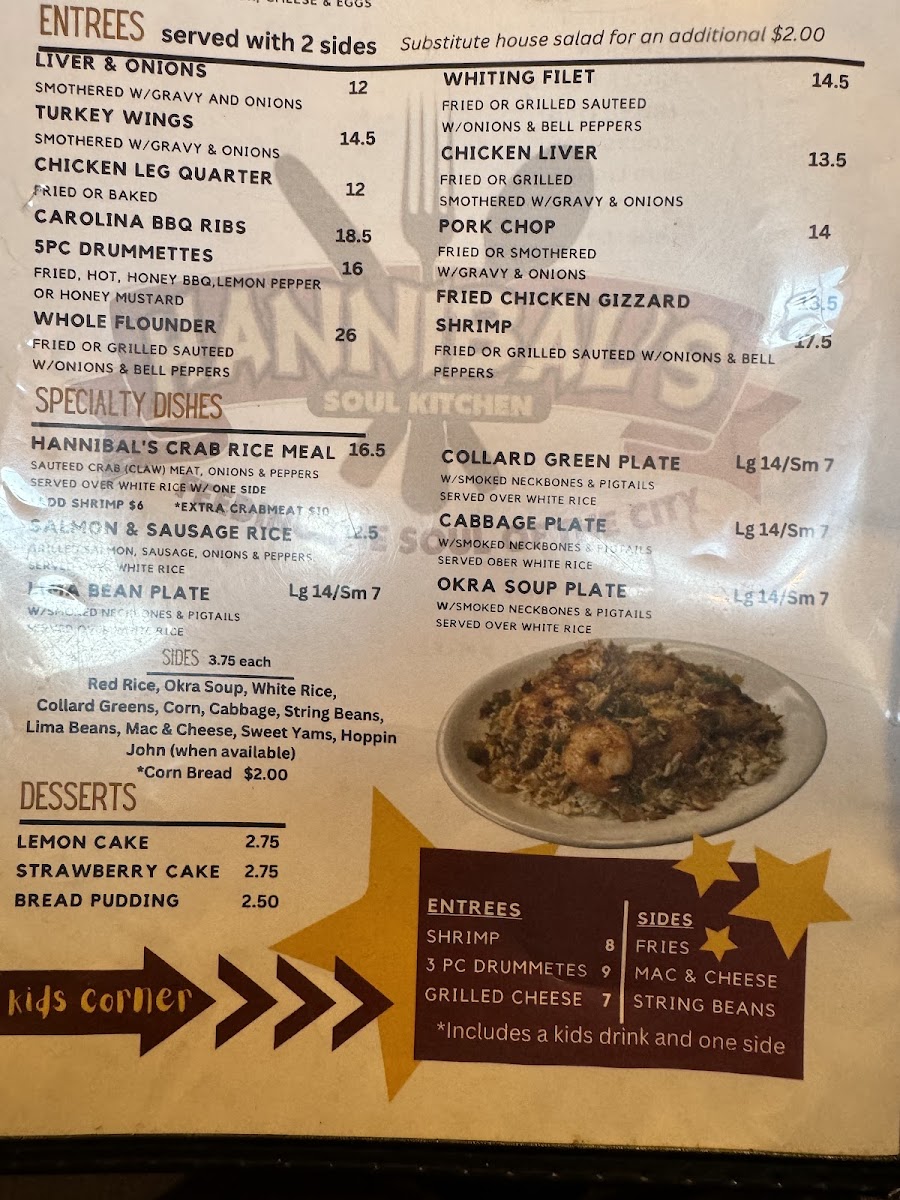 CHEESE & EGGS
ENTREES served with 2 sides Substitute house salad for an additional $2.00
LIVER & ONIONS 12
SMOTHERED W/GRAVY AND ONIONS
TURKEY WINGS 14.5
SMOTHERED W/GRAVY & ONIONS
CHICKEN LEG QUARTER 12
FRIED OR BAKED
CAROLINA BBQ RIBS 18.5
5PC DRUMMETTES 16
FRIED, HOT, HONEY BBQ,LEMON PEPPER
OR HONEY MUSTARD
WHOLE FLOUNDER 26
FRIED OR GRILLED SAUTEED
W/ONIONS & BELL PEPPERS
WHITING FILET 14.5
FRIED OR GRILLED SAUTEED
W/ONIONS & BELL PEPPERS
CHICKEN LIVER 13.5
FRIED OR GRILLED
SMOTHERED W/GRAVY & ONIONS
PORK CHOP 14
FRIED OR SMOTHERED
W/GRAVY & ONIONS
FRIED CHICKEN GIZZARD
SHRIMP 17.5
FRIED OR GRILLED SAUTEED W/ONIONS & BELL
PEPPERS
HANNIBAL'S
SOUL KITCHEN
SPECIALTY DISHES
HANNIBAL'S CRAB RICE MEAL 16.5
SAUTEED CRAB (CLAW) MEAT, ONIONS & PEPPERS
SERVED OVER WHITE RICE W/ ONE SIDE
ADD SHRIMP $6 *EXTRA CRABMEAT $10
SALMON & SAUSAGE RICE
GRILLED SALMON, SAUSAGE, ONIONS & PEPPERS
SERVED WHITE RICE
LIMA BEAN PLATE Lg 14/Sm 7
W/SMOKED NECKBONES & PIGTAILS
SERVED OVER WHITE RICE
COLLARD GREEN PLATE Lg 14/Sm 7
W/SMOKED NECKBONES & PIGTAILS
SERVED OVER WHITE RICE
CABBAGE PLATE Lg 14/Sm 7
W/SMOKED NECKBONES & PIGTAILS
SERVED OBER WHITE RICE
OKRA SOUP PLATE Lg 14/Sm 7
W/SMOKED NECKBONES & PIGTAILS
SERVED OVER WHITE RICE
SIDES 3.75 each
Red Rice, Okra Soup, White Rice,
Collard Greens, Corn, Cabbage, String Beans,
Lima Beans, Mac & Cheese, Sweet Yams, Hoppin
John (when available)
*Corn Bread $2.00
DESSERTS
LEMON CAKE 2.75
STRAWBERRY CAKE 2.75
BREAD PUDDING 2.50
kids corner
ENTREES
SHRIMP 8
3 PC DRUMMETES 9
GRILLED CHEESE 7
SIDES
FRIES
MAC & CHEESE
STRING BEANS
*Includes a kids drink and one side